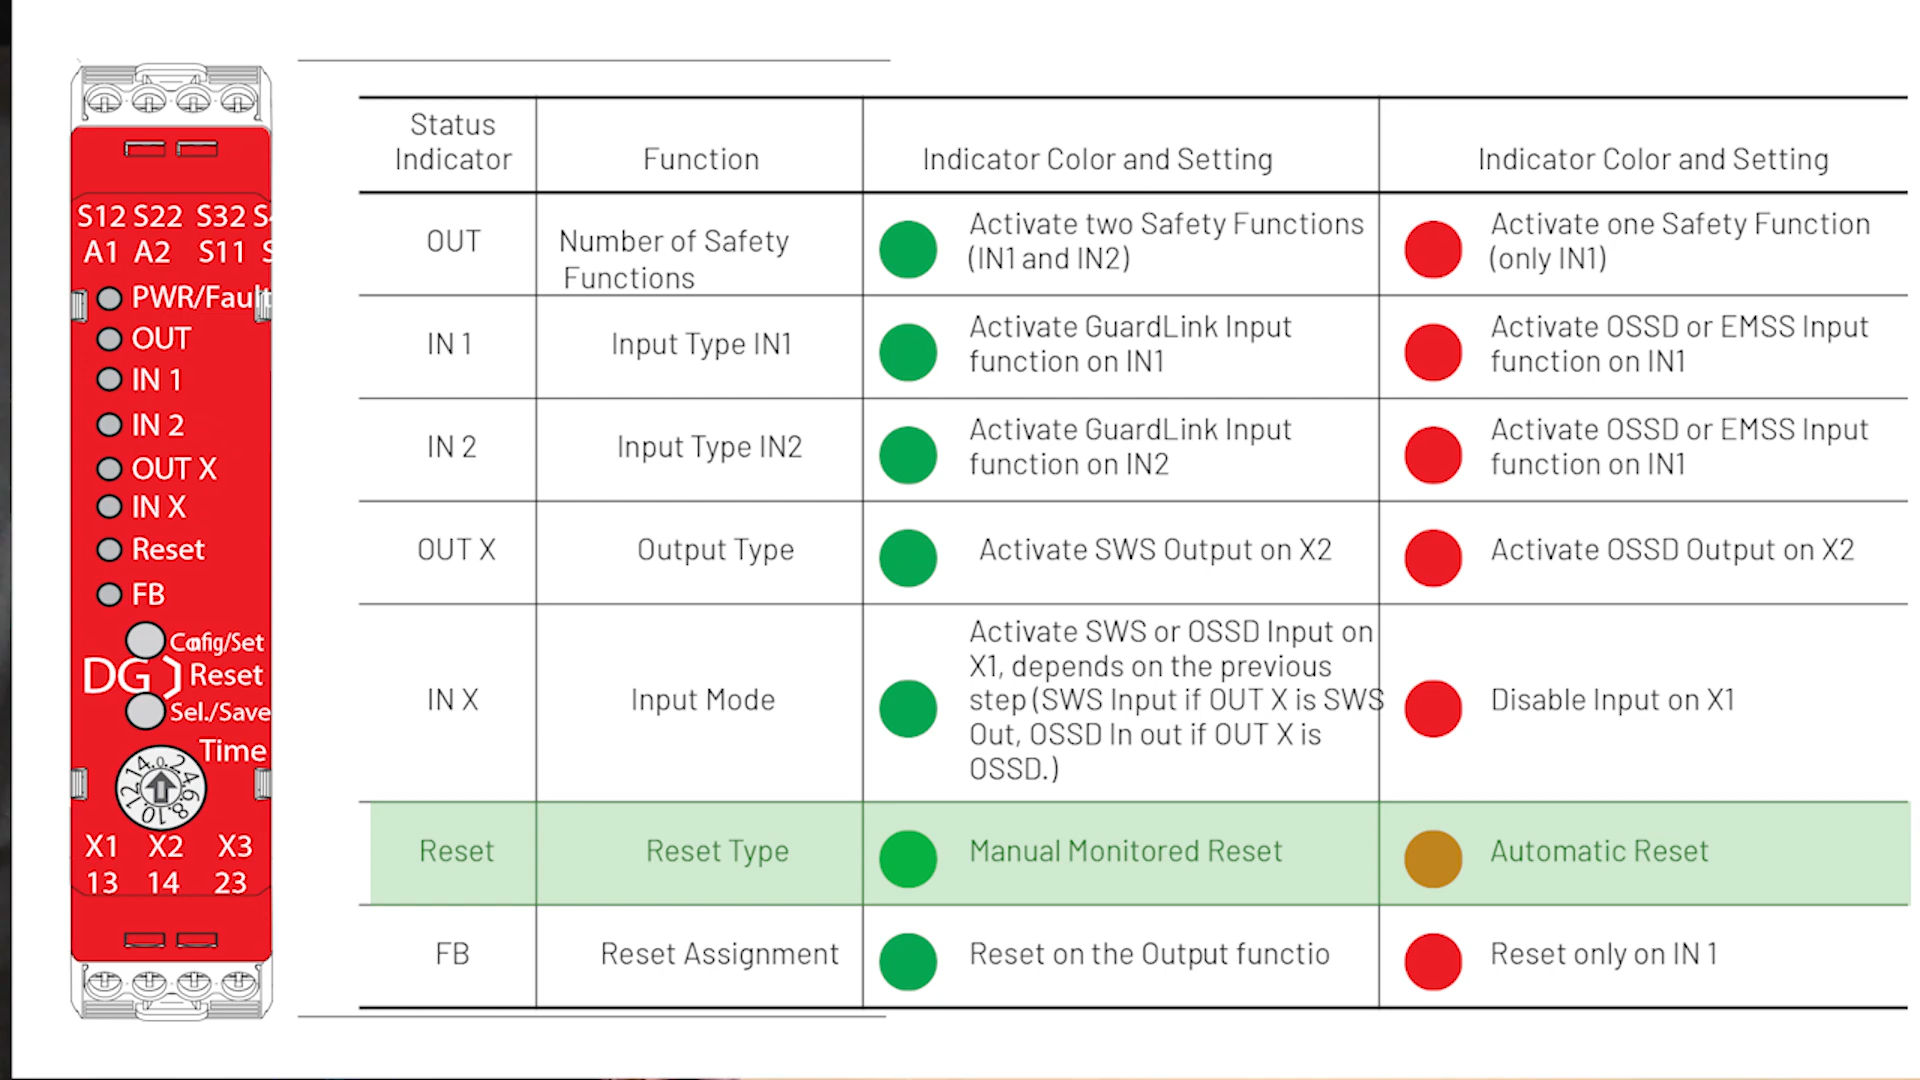 S12 S22 S32
A1 A2 S11
PWR/Fault
OUT
IN 1
IN 2
OUT X
IN X
Reset
FB
Config/Set
DG
Reset
Sel./Save
Time
0 2 4 6 8 10 12 14
X1 X2 X3
13 14 23
Status
Indicator
Function
Indicator Color and Setting
Indicator Color and Setting
OUT
Number of Safety
Functions
Activate two Safety Functions
(IN1 and IN2)
Activate one Safety Function
(only IN1)
IN 1
Input Type IN1
Activate GuardLink Input
function on IN1
Activate OSSD or EMSS Input
function on IN1
IN 2
Input Type IN2
Activate GuardLink Input
function on IN2
Activate OSSD or EMSS Input
function on IN1
OUT X
Output Type
Activate SWS Output on X2
Activate OSSD Output on X2
IN X
Input Mode
Activate SWS or OSSD Input on
X1, depends on the previous
step (SWS Input if OUT X is SWS
Out, OSSD In out if OUT X is
OSSD.)
Disable Input on X1
Reset
Reset Type
Manual Monitored Reset
Automatic Reset
FB
Reset Assignment
Reset on the Output functio
Reset only on IN 1